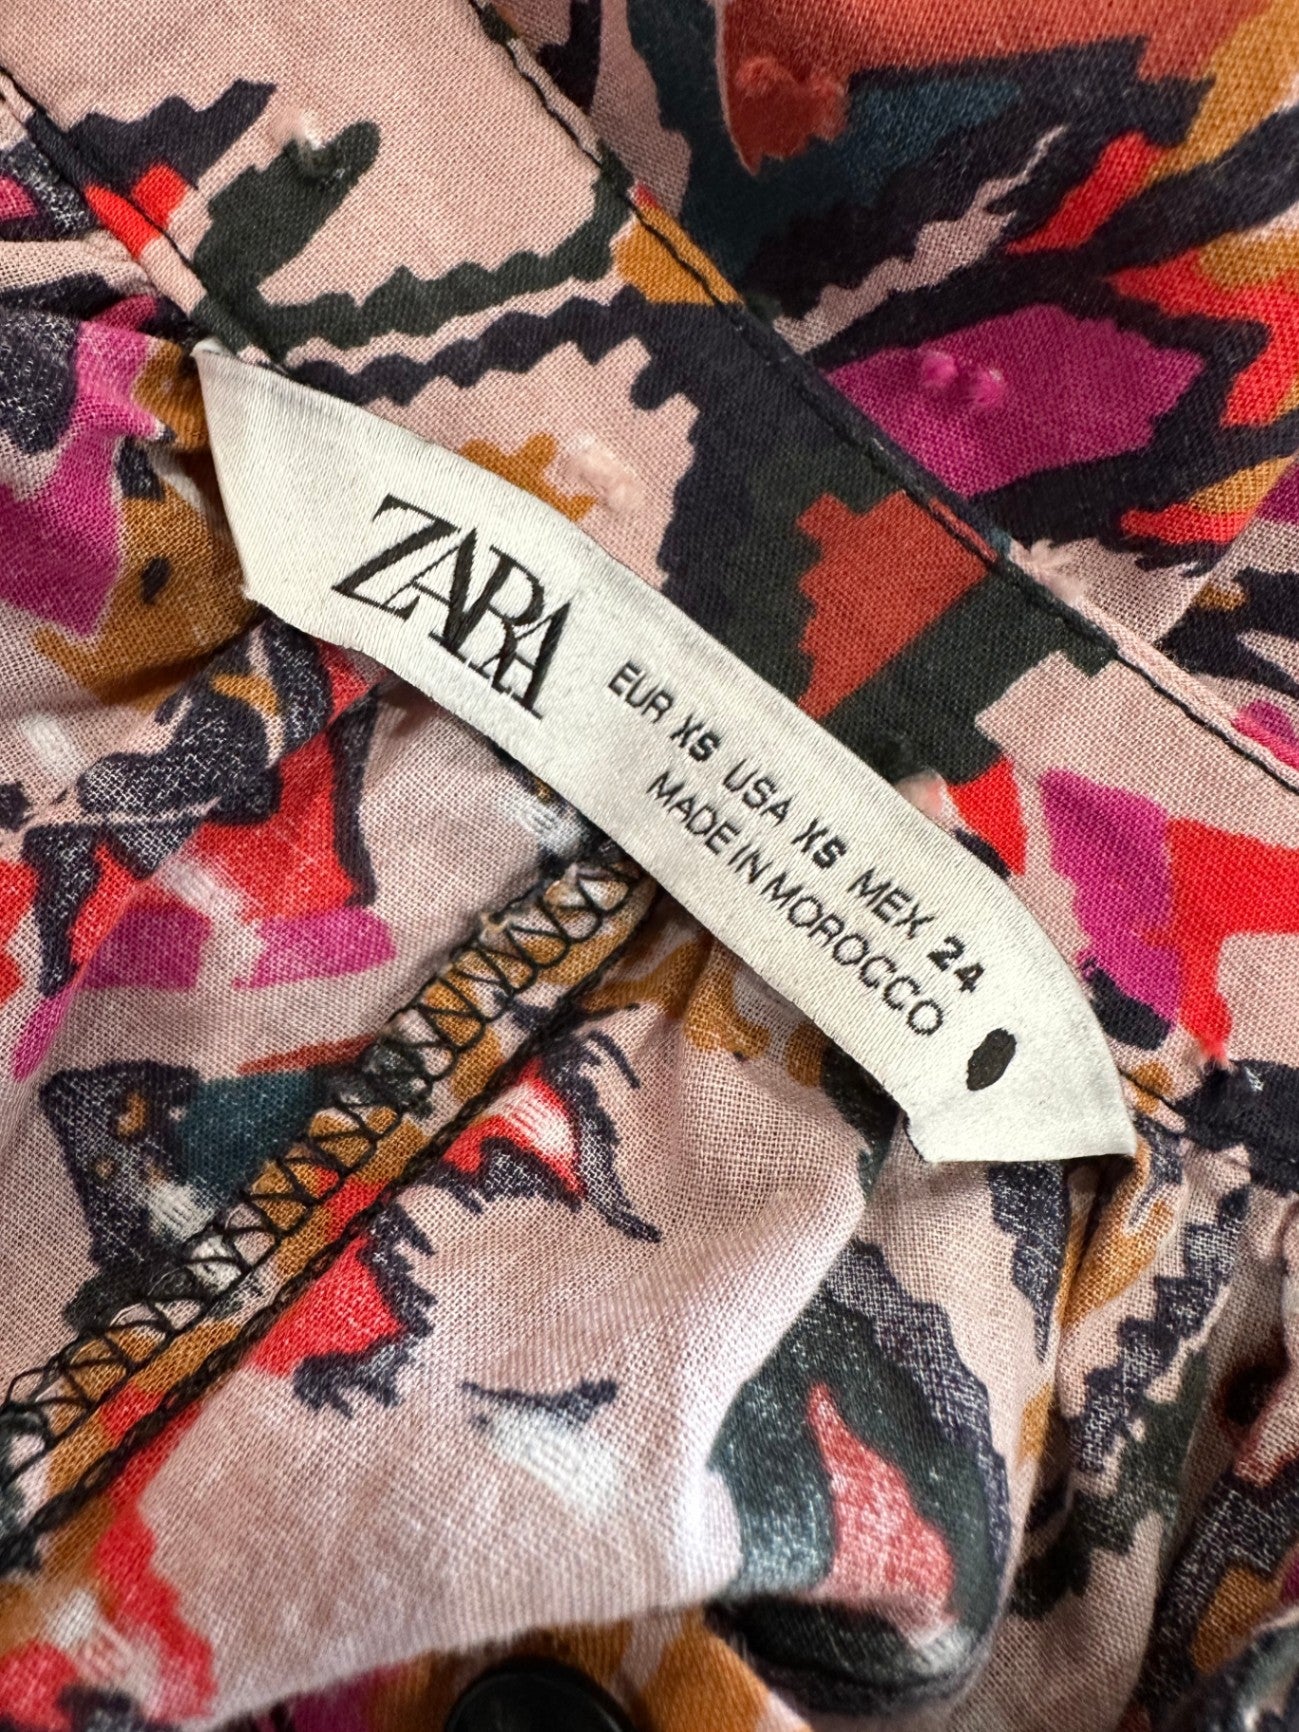 ZARA
EUR XS USA XS MEX 24
MADE IN MOROCCO